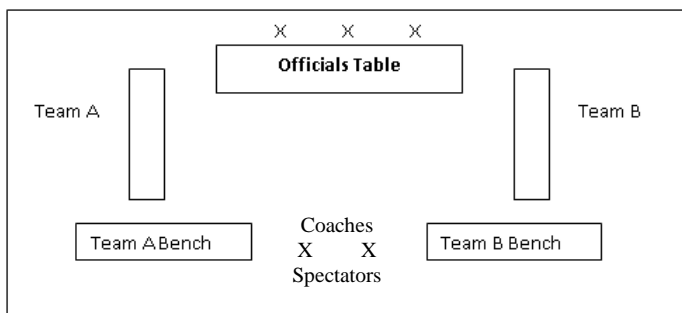 X X X
Officials Table
Team A
Team B
Coaches
Team A Bench
X X
Team B Bench
Spectators